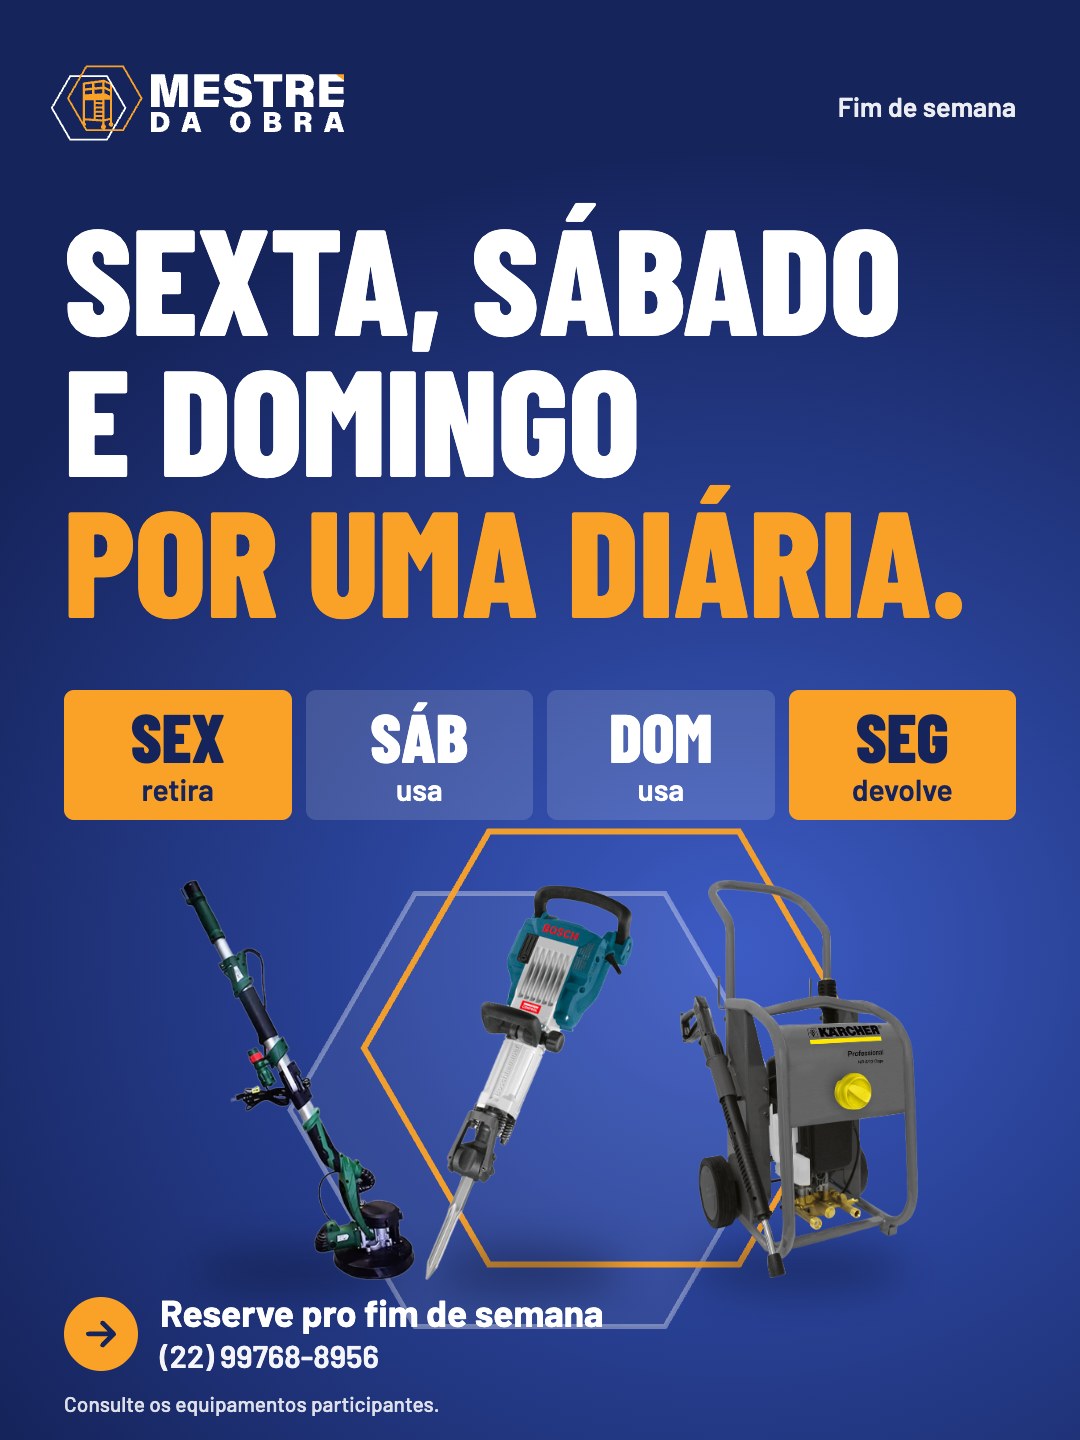 MESTRE
DA OBRA
Fim de semana
SEXTA, SÁBADO
E DOMINGO
POR UMA DIÁRIA.
SEX
retira
SÁB
usa
DOM
usa
SEG
devolve
BOSCH
KÄRCHER
Professional
Reserve pro fim de semana
(22) 99768-8956
Consulte os equipamentos participantes.